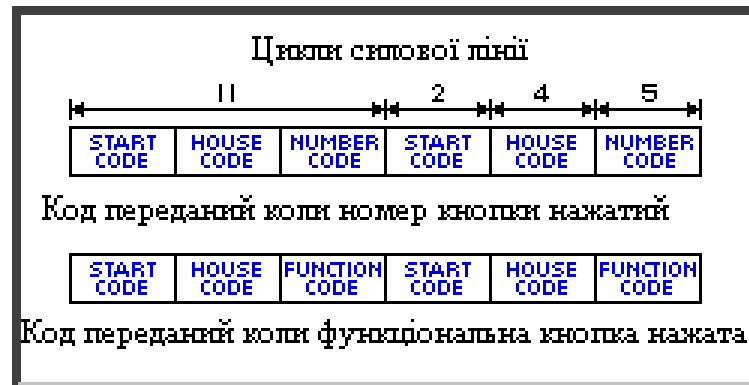 Цикли силової лінії
11 2 4 5
START CODE HOUSE CODE NUMBER CODE START CODE HOUSE CODE NUMBER CODE
Код переданий коли номер кнопки нажатий
START CODE HOUSE CODE FUNCTION CODE START CODE HOUSE CODE FUNCTION CODE
Код переданий коли функціональна кнопка нажата